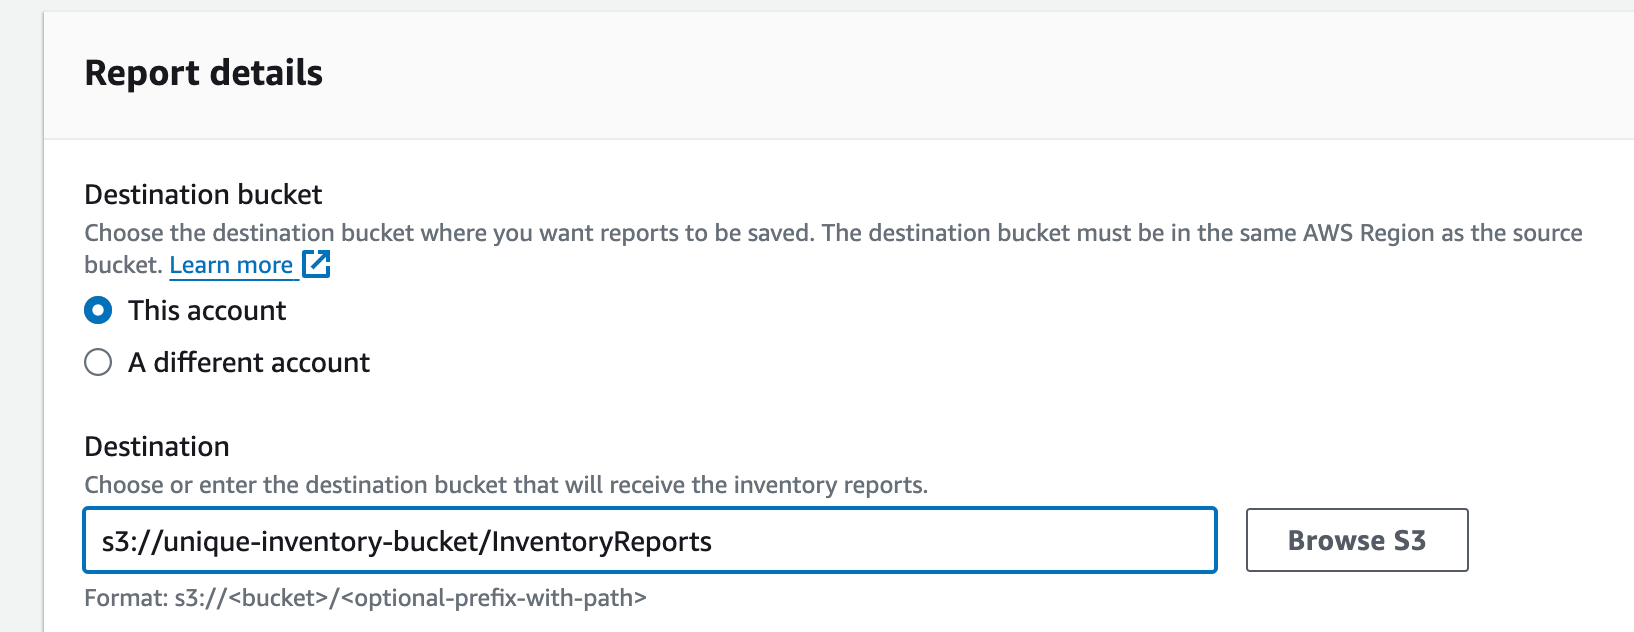 Report details
Destination bucket
Choose the destination bucket where you want reports to be saved. The destination bucket must be in the same AWS Region as the source
bucket. Learn more
This account
A different account
Destination
Choose or enter the destination bucket that will receive the inventory reports.
s3://unique-inventory-bucket/InventoryReports
Browse S3
Format: s3://<bucket>/<optional-prefix-with-path>